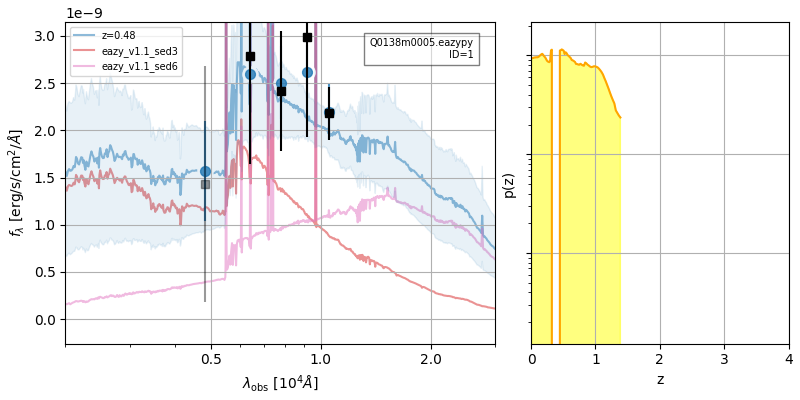 1e−9
z=0.48
eazy_v1.1_sed3
eazy_v1.1_sed6
Q0138m0005.eazypy
ID=1
3.0
2.5
2.0
1.5
1.0
0.5
0.0
f_λ [erg/s/cm²/Å]
0.5
1.0
2.0
λ_obs [10⁴Å]
p(z)
0
1
2
3
4
z